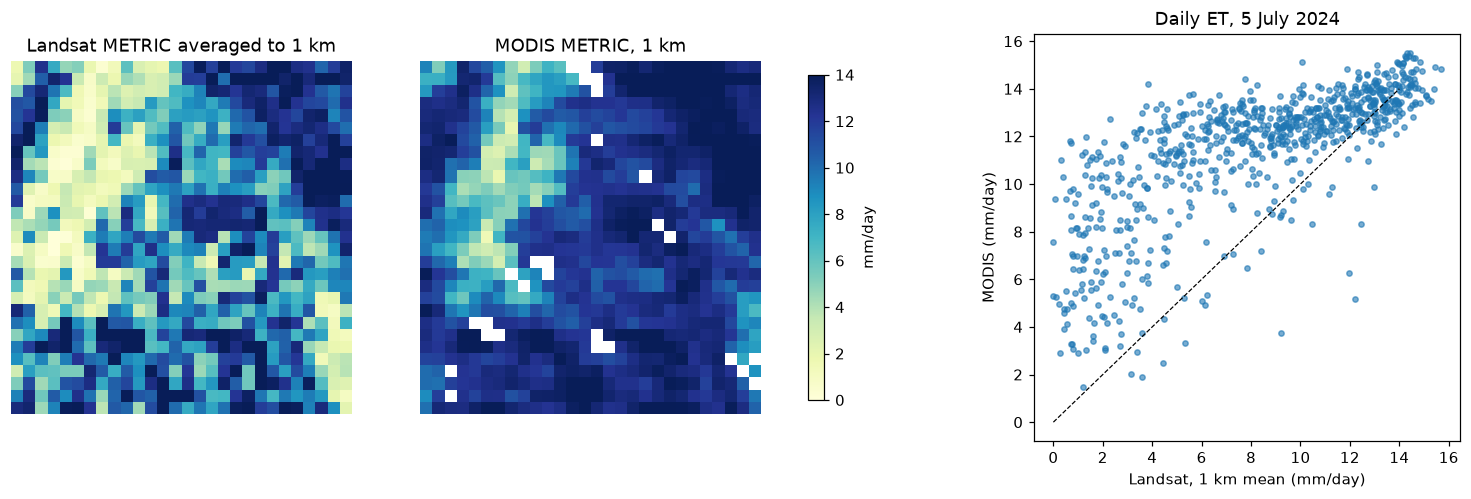 Landsat METRIC averaged to 1 km
MODIS METRIC, 1 km
14
12
10
8
6
4
2
0
mm/day
Daily ET, 5 July 2024
16
14
12
10
8
6
4
2
0
MODIS (mm/day)
0 2 4 6 8 10 12 14 16
Landsat, 1 km mean (mm/day)